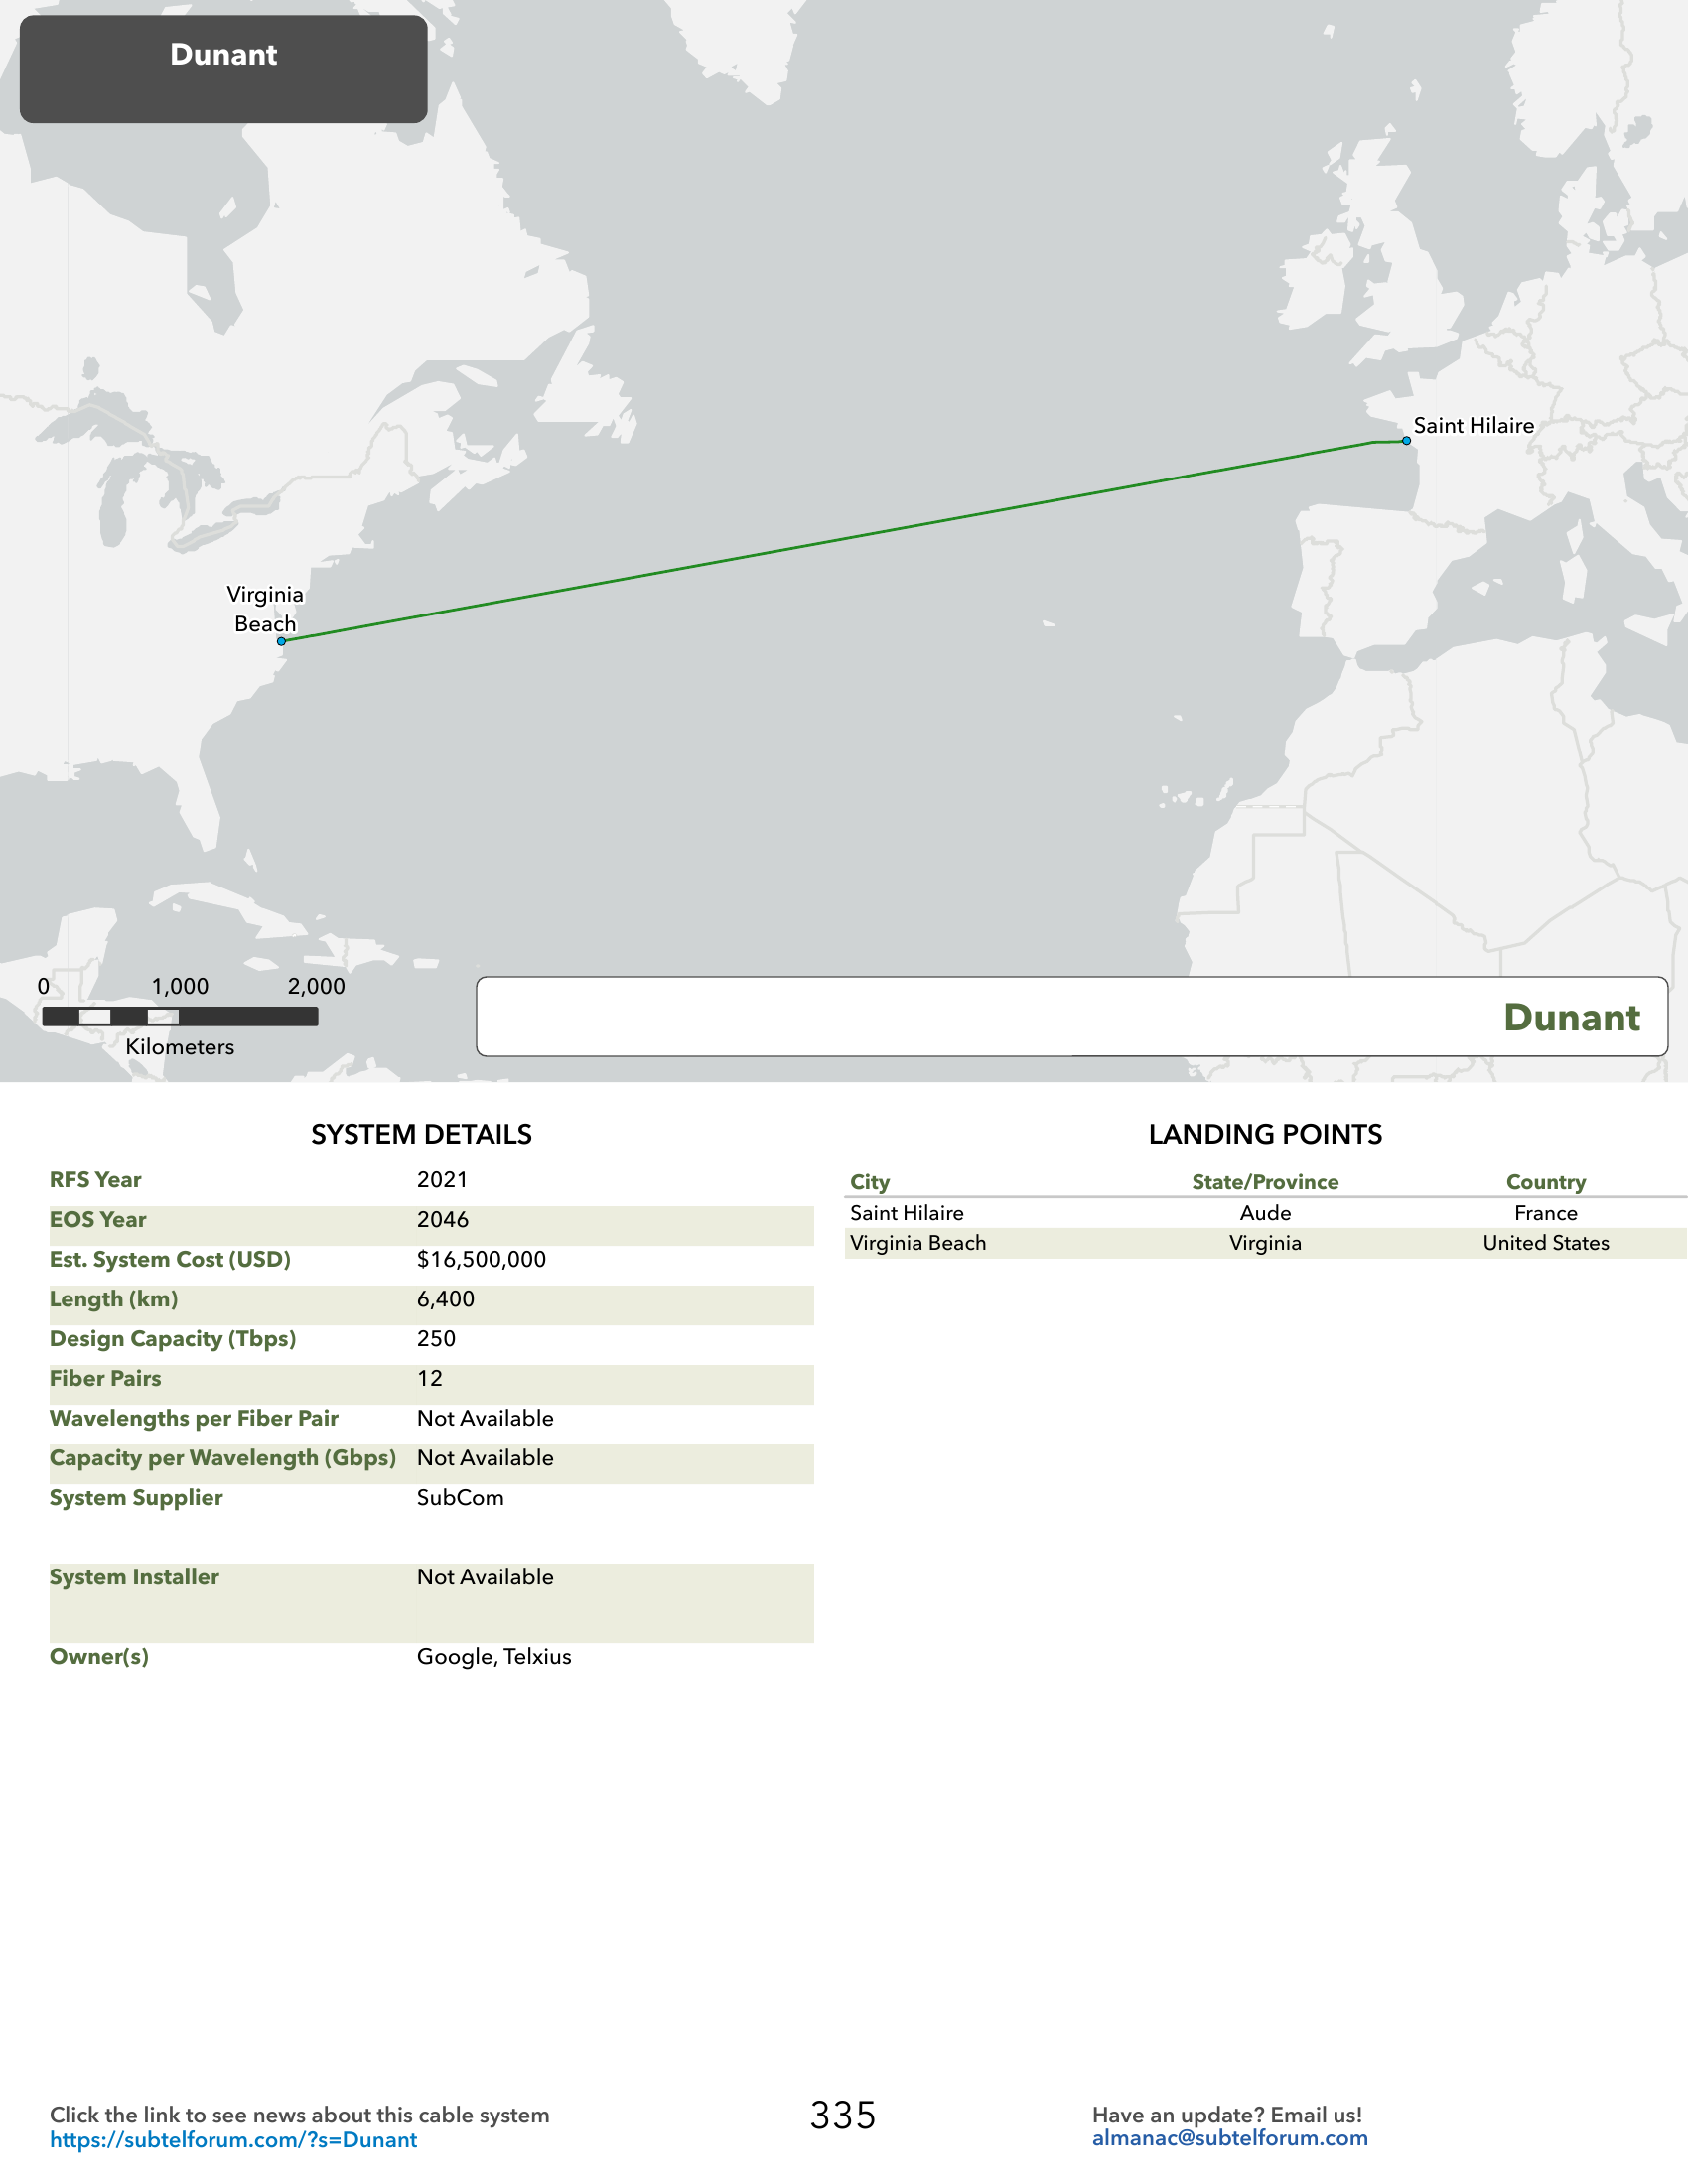 Dunant
Saint Hilaire
Virginia
Beach
0 1,000 2,000
Kilometers
Dunant
SYSTEM DETAILS
RFS Year 2021
EOS Year 2046
Est. System Cost (USD) $16,500,000
Length (km) 6,400
Design Capacity (Tbps) 250
Fiber Pairs 12
Wavelengths per Fiber Pair Not Available
Capacity per Wavelength (Gbps) Not Available
System Supplier SubCom
System Installer Not Available
Owner(s) Google, Telxius
LANDING POINTS
City State/Province Country
Saint Hilaire Aude France
Virginia Beach Virginia United States
Click the link to see news about this cable system
https://subtelforum.com/?s=Dunant
335
Have an update? Email us!
almanac@subtelforum.com